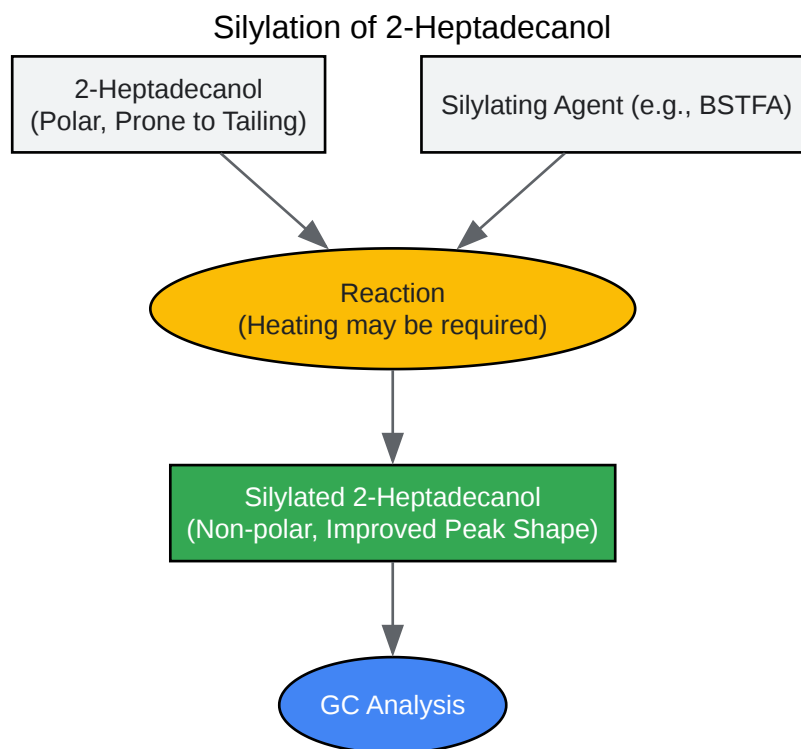 Silylation of 2-Heptadecanol
2-Heptadecanol
(Polar, Prone to Tailing)
Silylating Agent (e.g., BSTFA)
Reaction
(Heating may be required)
Silylated 2-Heptadecanol
(Non-polar, Improved Peak Shape)
GC Analysis